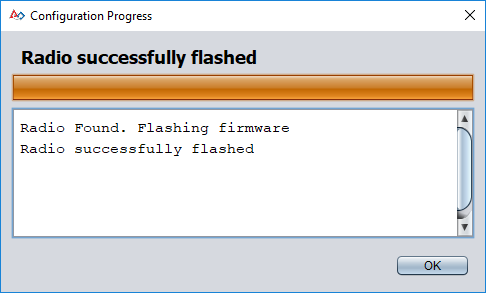 Configuration Progress
Radio successfully flashed
Radio Found. Flashing firmware
Radio successfully flashed
OK